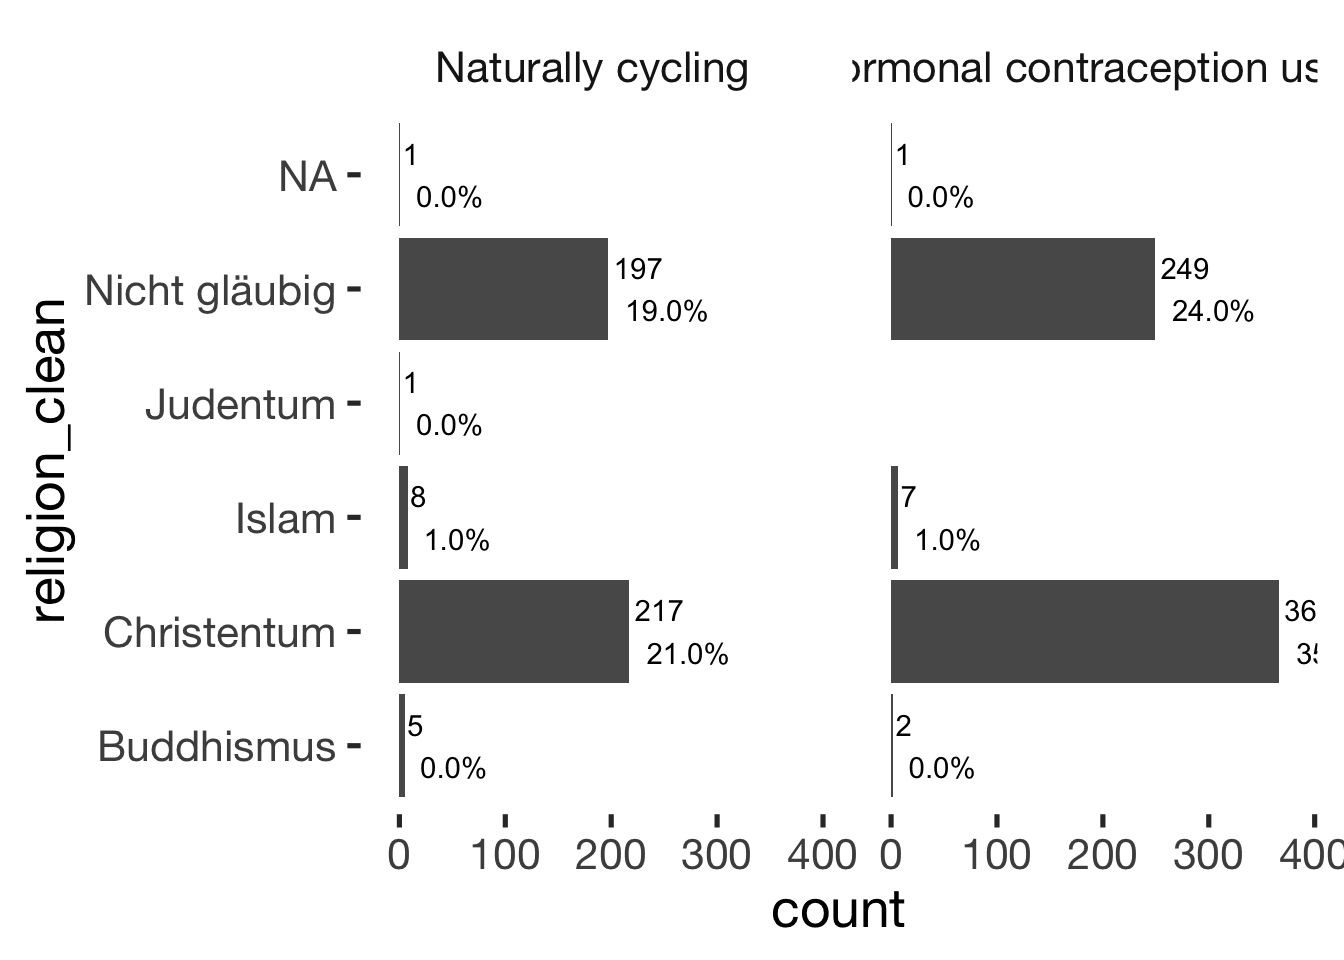 Naturally cycling
ormonal contraception us
religion_clean
NA
1
0.0%
1
0.0%
Nicht gläubig
197
19.0%
249
24.0%
Judentum
1
0.0%
Islam
8
1.0%
7
1.0%
Christentum
217
21.0%
36
Buddhismus
5
0.0%
2
0.0%
0 100 200 300 400 0 100 200 300 400
count